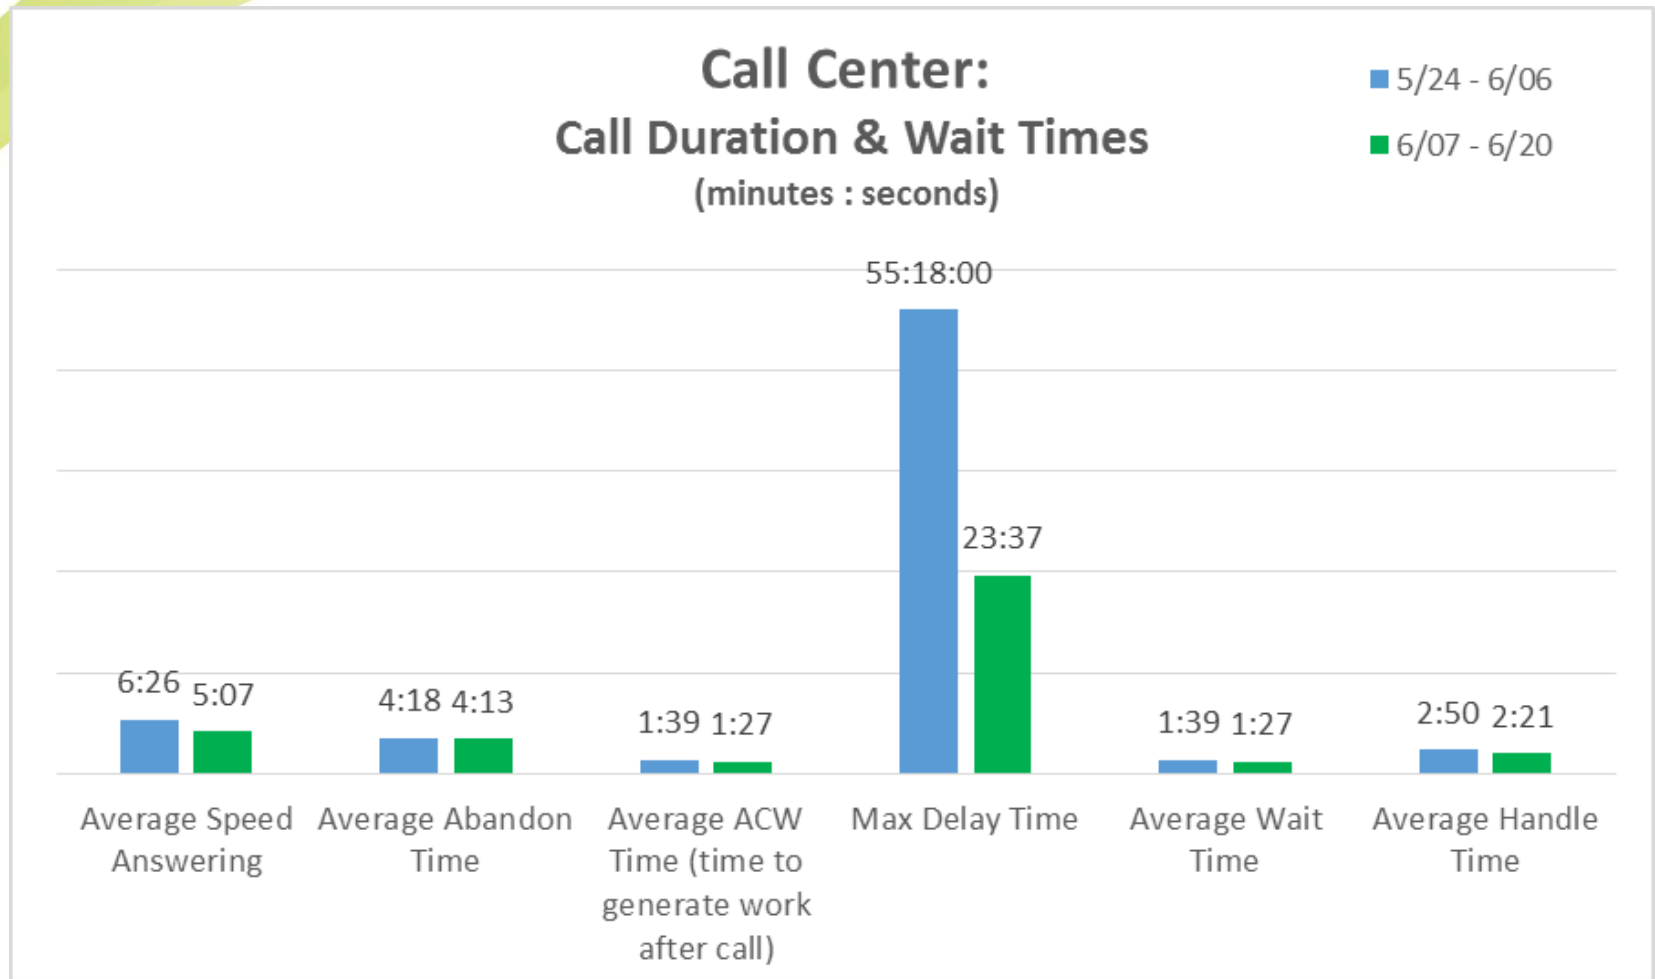 Call Center:
Call Duration & Wait Times
(minutes : seconds)
5/24 - 6/06
6/07 - 6/20
55:18:00
23:37
6:26
5:07
4:18
4:13
1:39
1:27
1:39
1:27
2:50
2:21
Average Speed
Answering
Average Abandon
Time
Average ACW
Time (time to
generate work
after call)
Max Delay Time
Average Wait
Time
Average Handle
Time